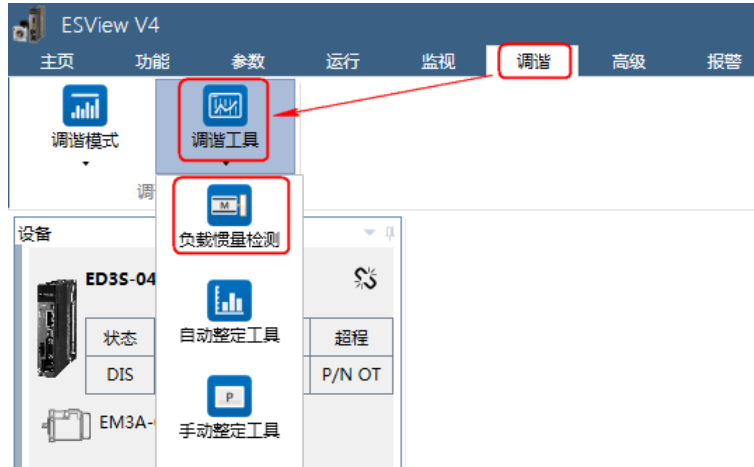 ESView V4
主页 功能 参数 运行 监视 调谐 高级 报警
调谐模式 调谐工具
调
设备
M
负载惯量检测
ED3S-04
自动整定工具
状态 超程
DIS P/N OT
P
EM3A-
手动整定工具